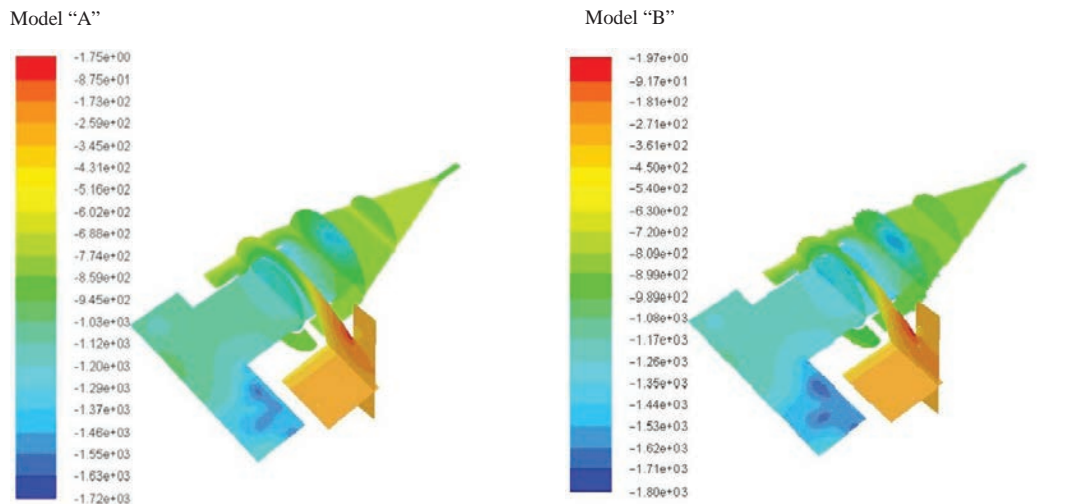 Model “A”
-1.75e+00
-8.75e+01
-1.73e+02
-2.59e+02
-3.45e+02
-4.31e+02
-5.16e+02
-6.02e+02
-6.88e+02
-7.74e+02
-8.59e+02
-9.45e+02
-1.03e+03
-1.12e+03
-1.20e+03
-1.29e+03
-1.37e+03
-1.46e+03
-1.55e+03
-1.63e+03
-1.72e+03
Model “B”
-1.97e+00
-9.17e+01
-1.81e+02
-2.71e+02
-3.61e+02
-4.50e+02
-5.40e+02
-6.30e+02
-7.20e+02
-8.09e+02
-8.99e+02
-9.89e+02
-1.08e+03
-1.17e+03
-1.26e+03
-1.35e+03
-1.44e+03
-1.53e+03
-1.62e+03
-1.71e+03
-1.80e+03